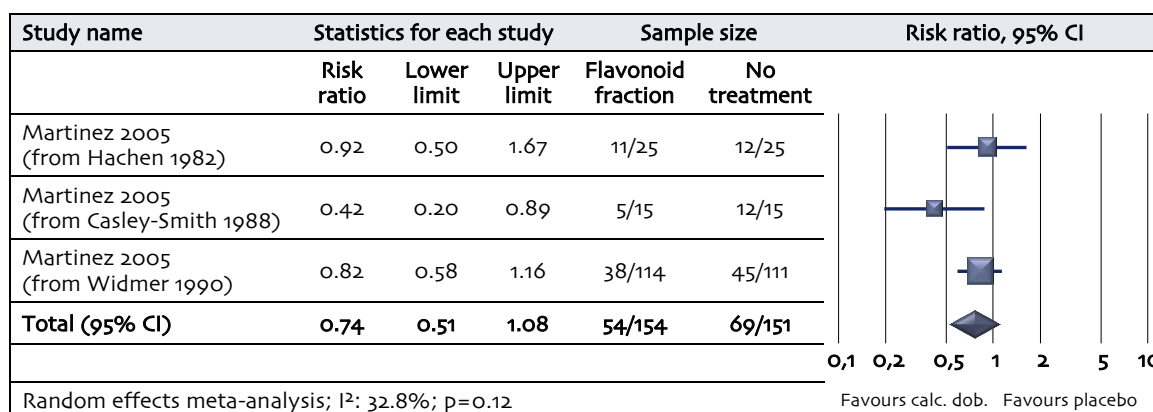 Study name Statistics for each study Sample size Risk ratio, 95% CI
Risk ratio Lower limit Upper limit Flavonoid fraction No treatment
Martinez 2005
(from Hachen 1982) 0.92 0.50 1.67 11/25 12/25
Martinez 2005
(from Casley-Smith 1988) 0.42 0.20 0.89 5/15 12/15
Martinez 2005
(from Widmer 1990) 0.82 0.58 1.16 38/114 45/111
Total (95% CI) 0.74 0.51 1.08 54/154 69/151
0,1 0,2 0,5 1 2 5 10
Random effects meta-analysis; I²: 32.8%; p=0.12 Favours calc. dob. Favours placebo